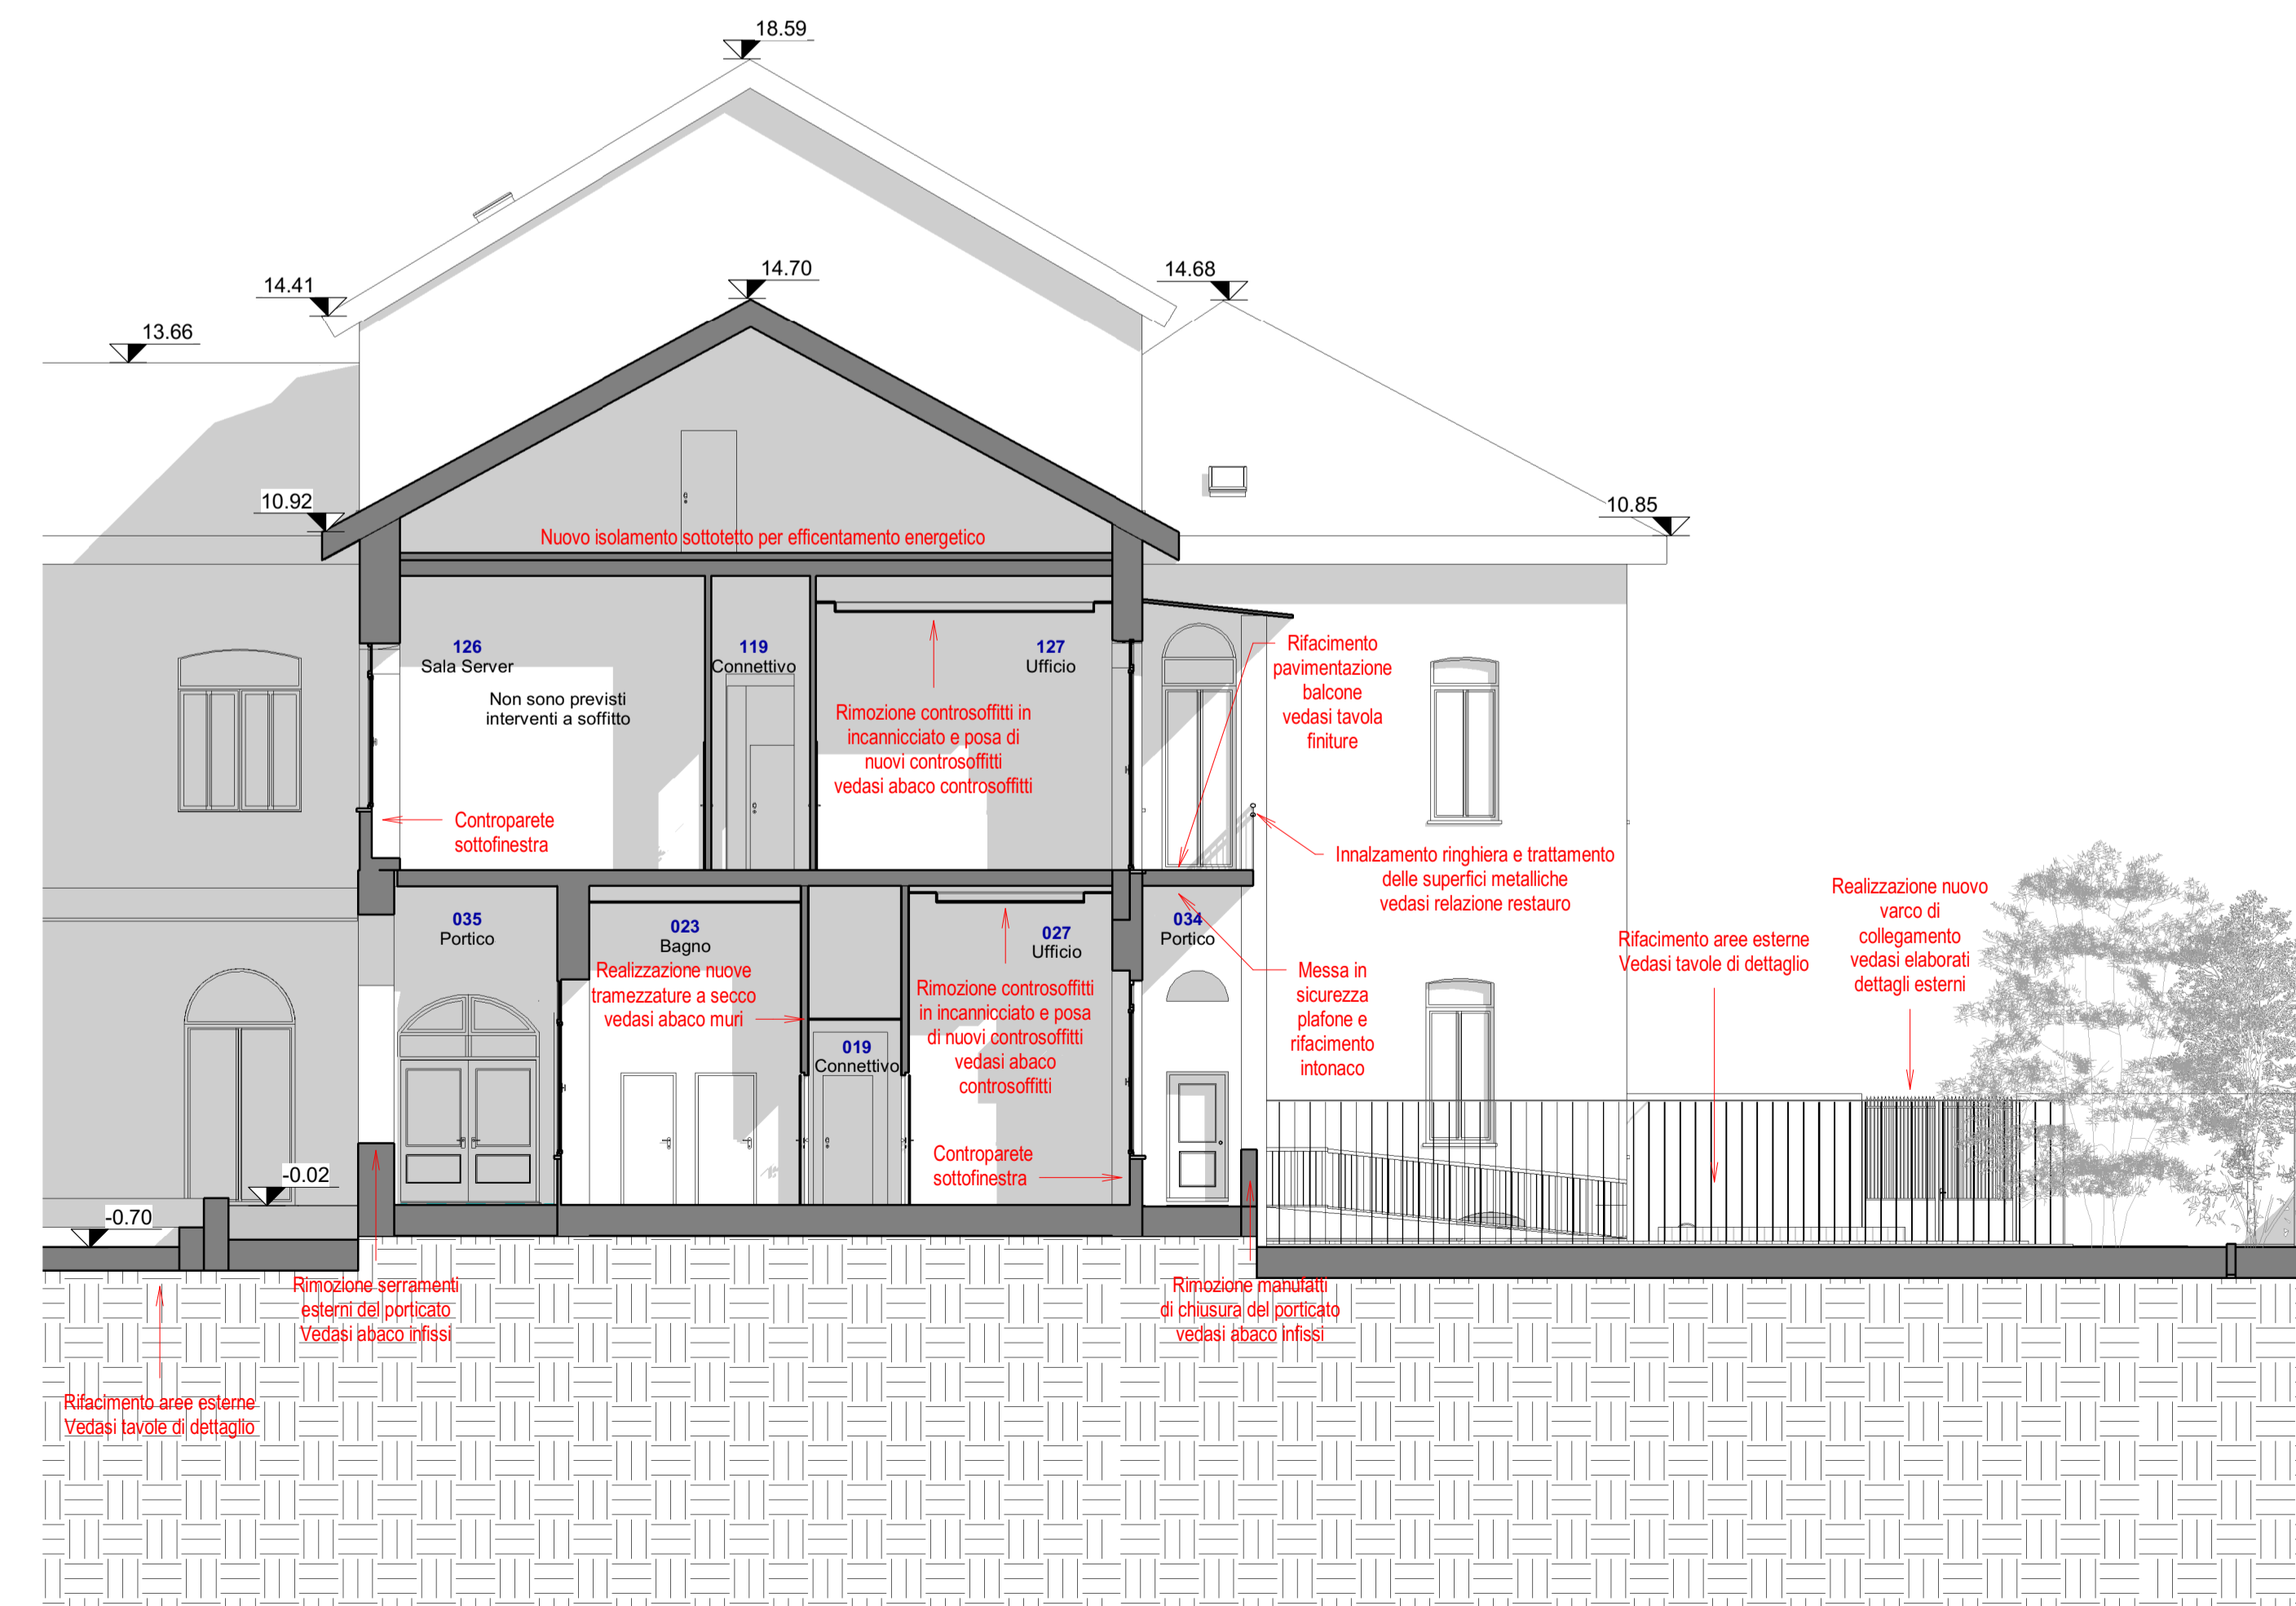 18.59
14.70
14.68
14.41
13.66
10.92
10.85
Nuovo isolamento sottotetto per efficentamento energetico
126
Sala Server
Non sono previsti
interventi a soffitto
119
Connettivo
127
Ufficio
Rimozione controsoffitti in
incannicciato e posa di
nuovi controsoffitti
vedasi abaco controsoffitti
Rifacimento
pavimentazione
balcone
vedasi tavola
finiture
Controparete
sottofinestra
Innalzamento ringhiera e trattamento
delle superfici metalliche
vedasi relazione restauro
Realizzazione nuovo
varco di
collegamento
vedasi elaborati
dettagli esterni
Rifacimento aree esterne
Vedasi tavole di dettaglio
035
Portico
023
Bagno
Realizzazione nuove
tramezzature a secco
vedasi abaco muri
019
Connettivo
027
Ufficio
Rimozione controsoffitti
in incannicciato e posa
di nuovi controsoffitti
vedasi abaco
controsoffitti
034
Portico
Messa in
sicurezza
plafone e
rifacimento
intonaco
Controparete
sottofinestra
-0.02
-0.70
Rimozione serramenti
esterni del porticato
Vedasi abaco infissi
Rimozione manufatti
di chiusura del porticato
vedasi abaco infissi
Rifacimento aree esterne
Vedasi tavole di dettaglio